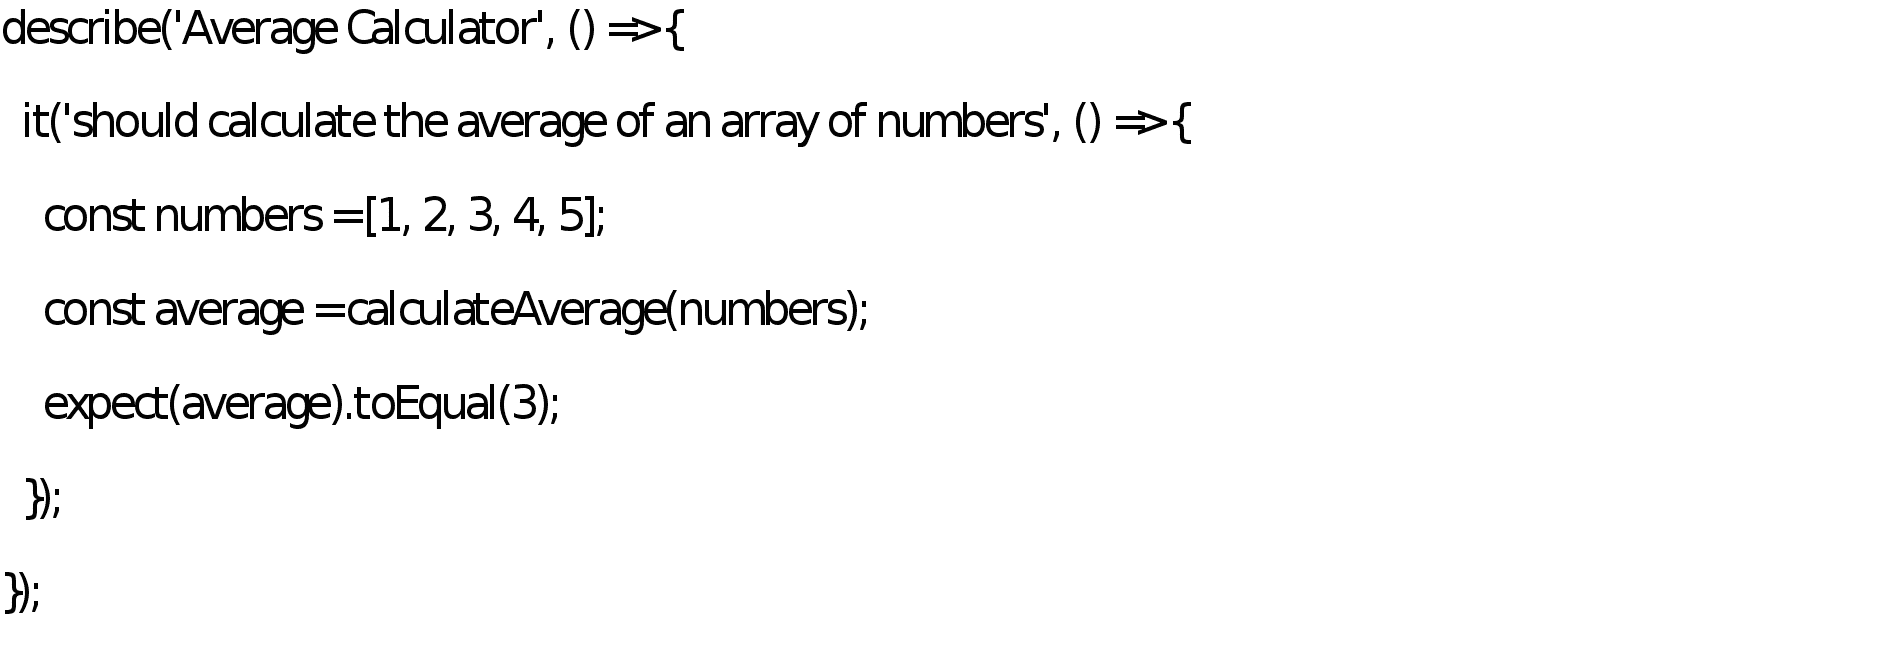 describe('Average Calculator', () => {
it('should calculate the average of an array of numbers', () => {
const numbers = [1, 2, 3, 4, 5];
const average = calculateAverage(numbers);
expect(average).toEqual(3);
});
});